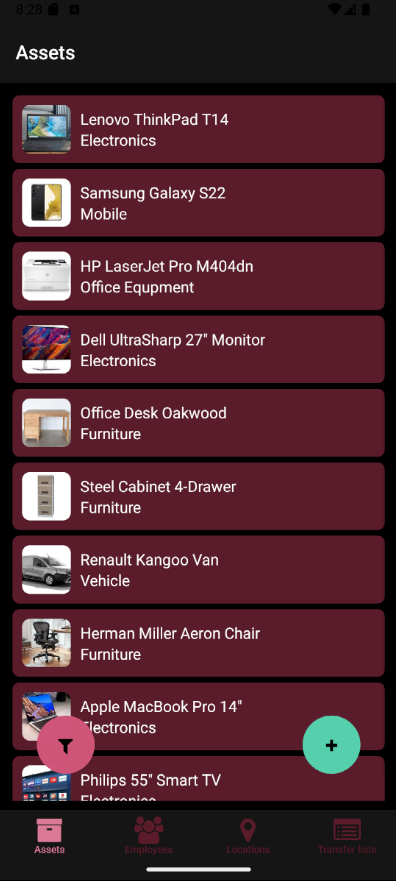 8:28
Assets
Lenovo ThinkPad T14
Electronics
Samsung Galaxy S22
Mobile
HP LaserJet Pro M404dn
Office Equpment
Dell UltraSharp 27" Monitor
Electronics
Office Desk Oakwood
Furniture
Steel Cabinet 4-Drawer
Furniture
Renault Kangoo Van
Vehicle
Herman Miller Aeron Chair
Furniture
Apple MacBook Pro 14"
Electronics
Philips 55" Smart TV
Electronics
Assets
Employees
Locations
Transfer lists